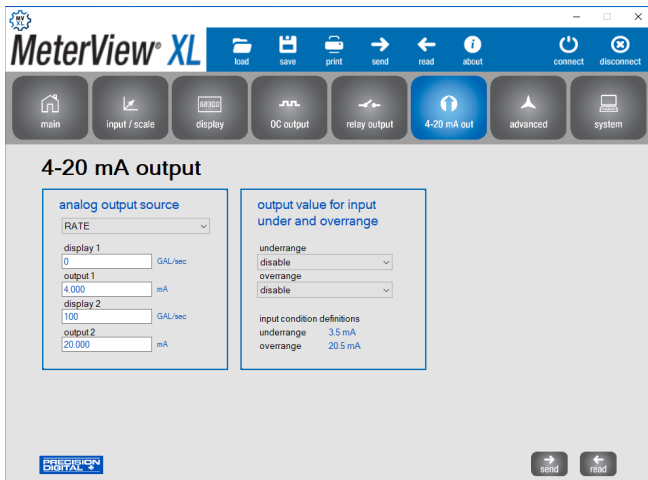 MV
XL
MeterView® XL
load save print send read about connect disconnect
main input / scale display OC output relay output 4-20 mA out advanced system
4-20 mA output
analog output source
RATE
display 1
0 GAL/sec
output 1
4.000 mA
display 2
100 GAL/sec
output 2
20.000 mA
output value for input
under and overrange
underrange
disable
overrange
disable
input condition definitions
underrange 3.5 mA
overrange 20.5 mA
PRECISION
DIGITAL
send read